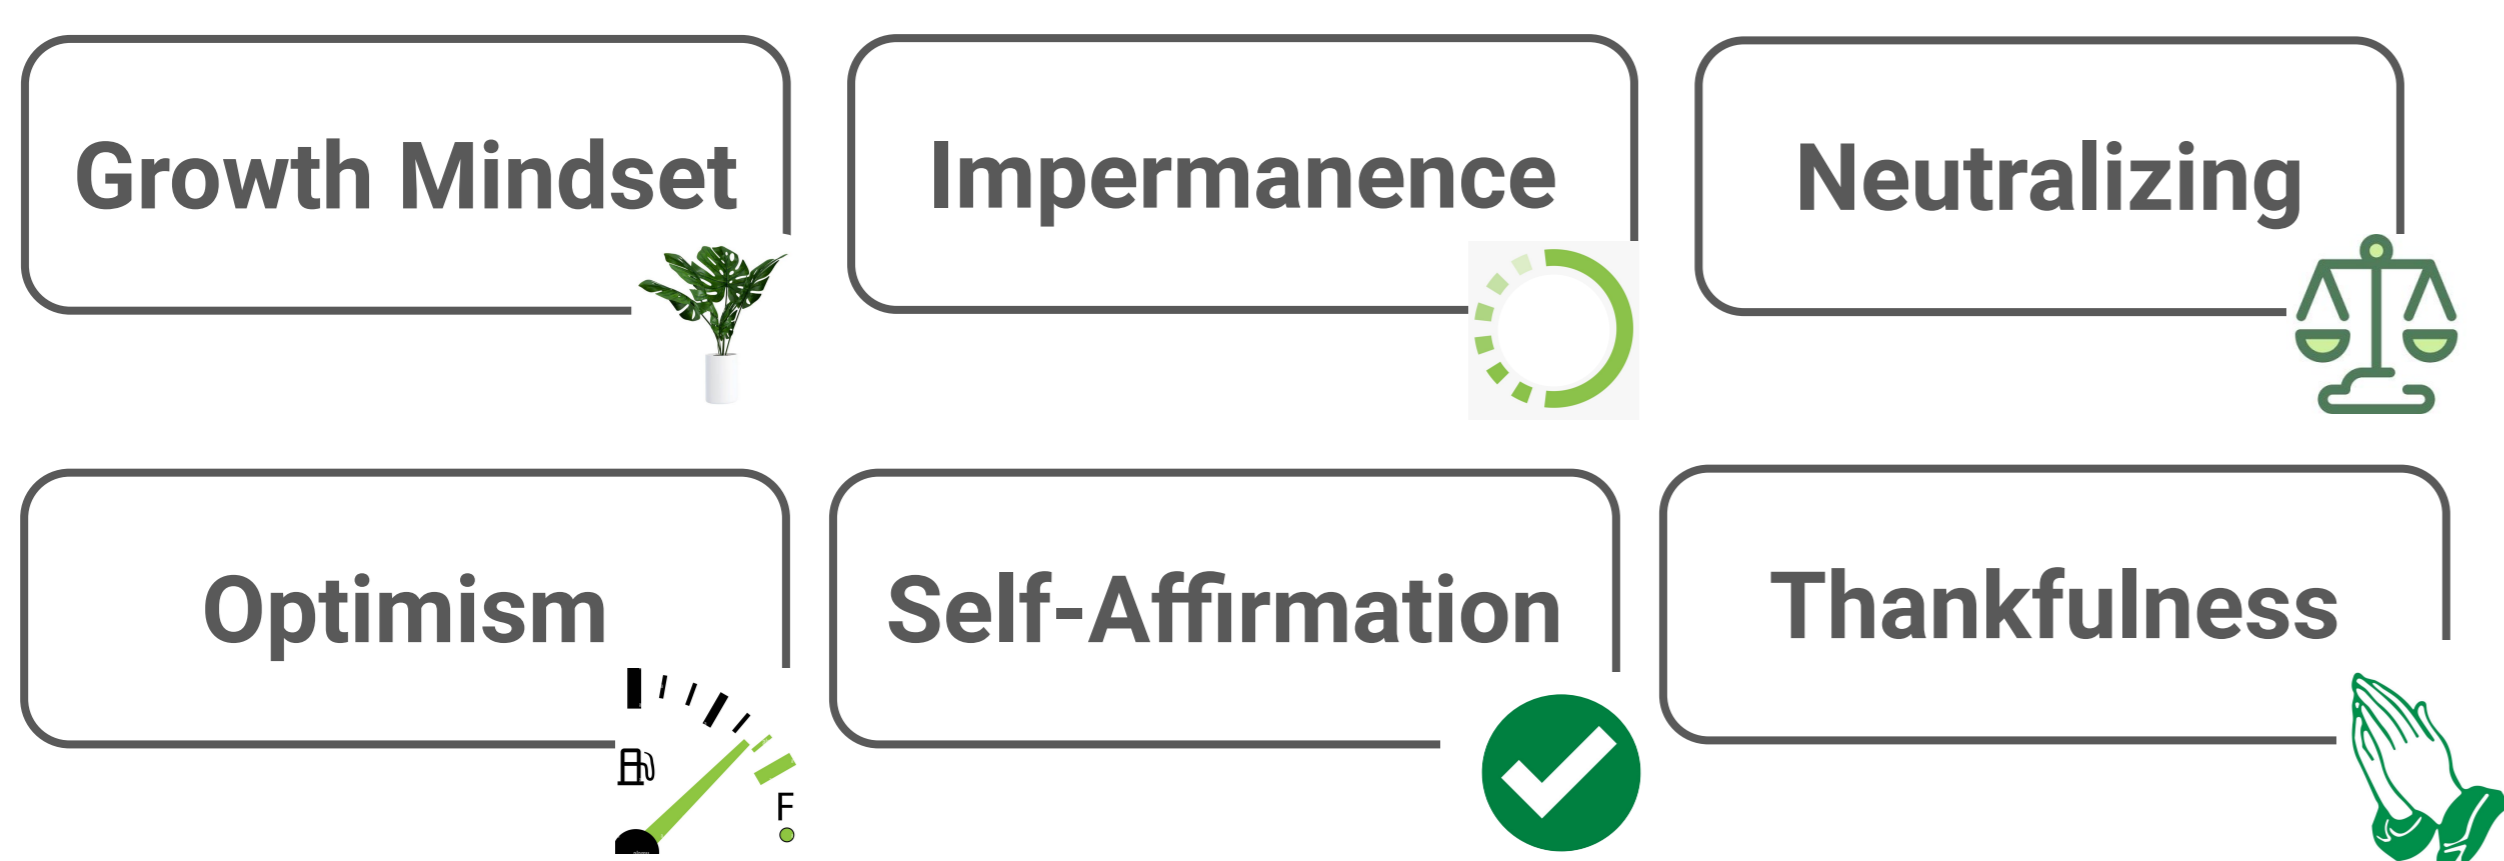 Growth Mindset
Impermanence
Neutralizing
Optimism
Self-Affirmation
Thankfulness
F